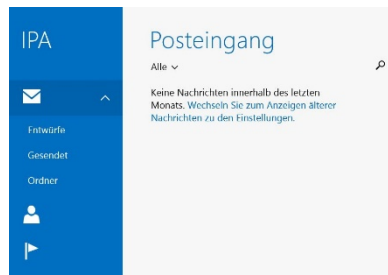 IPA
Posteingang
Alle
Keine Nachrichten innerhalb des letzten
Monats. Wechseln Sie zum Anzeigen älterer
Nachrichten zu den Einstellungen.
Entwürfe
Gesendet
Ordner